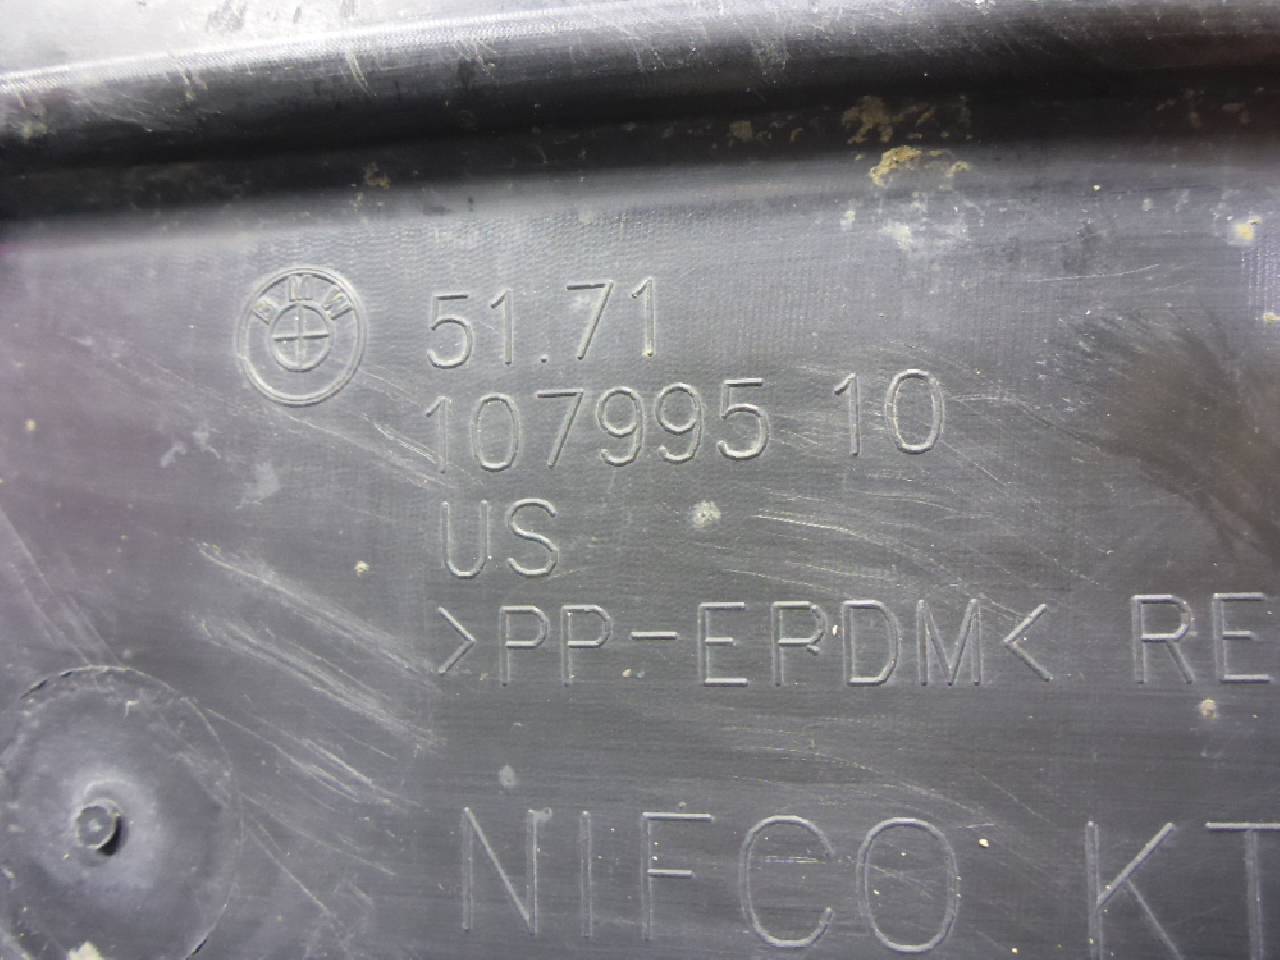 BMW
51.71
107995 10
US
>PP-EPDM< RE
NIFCO KT